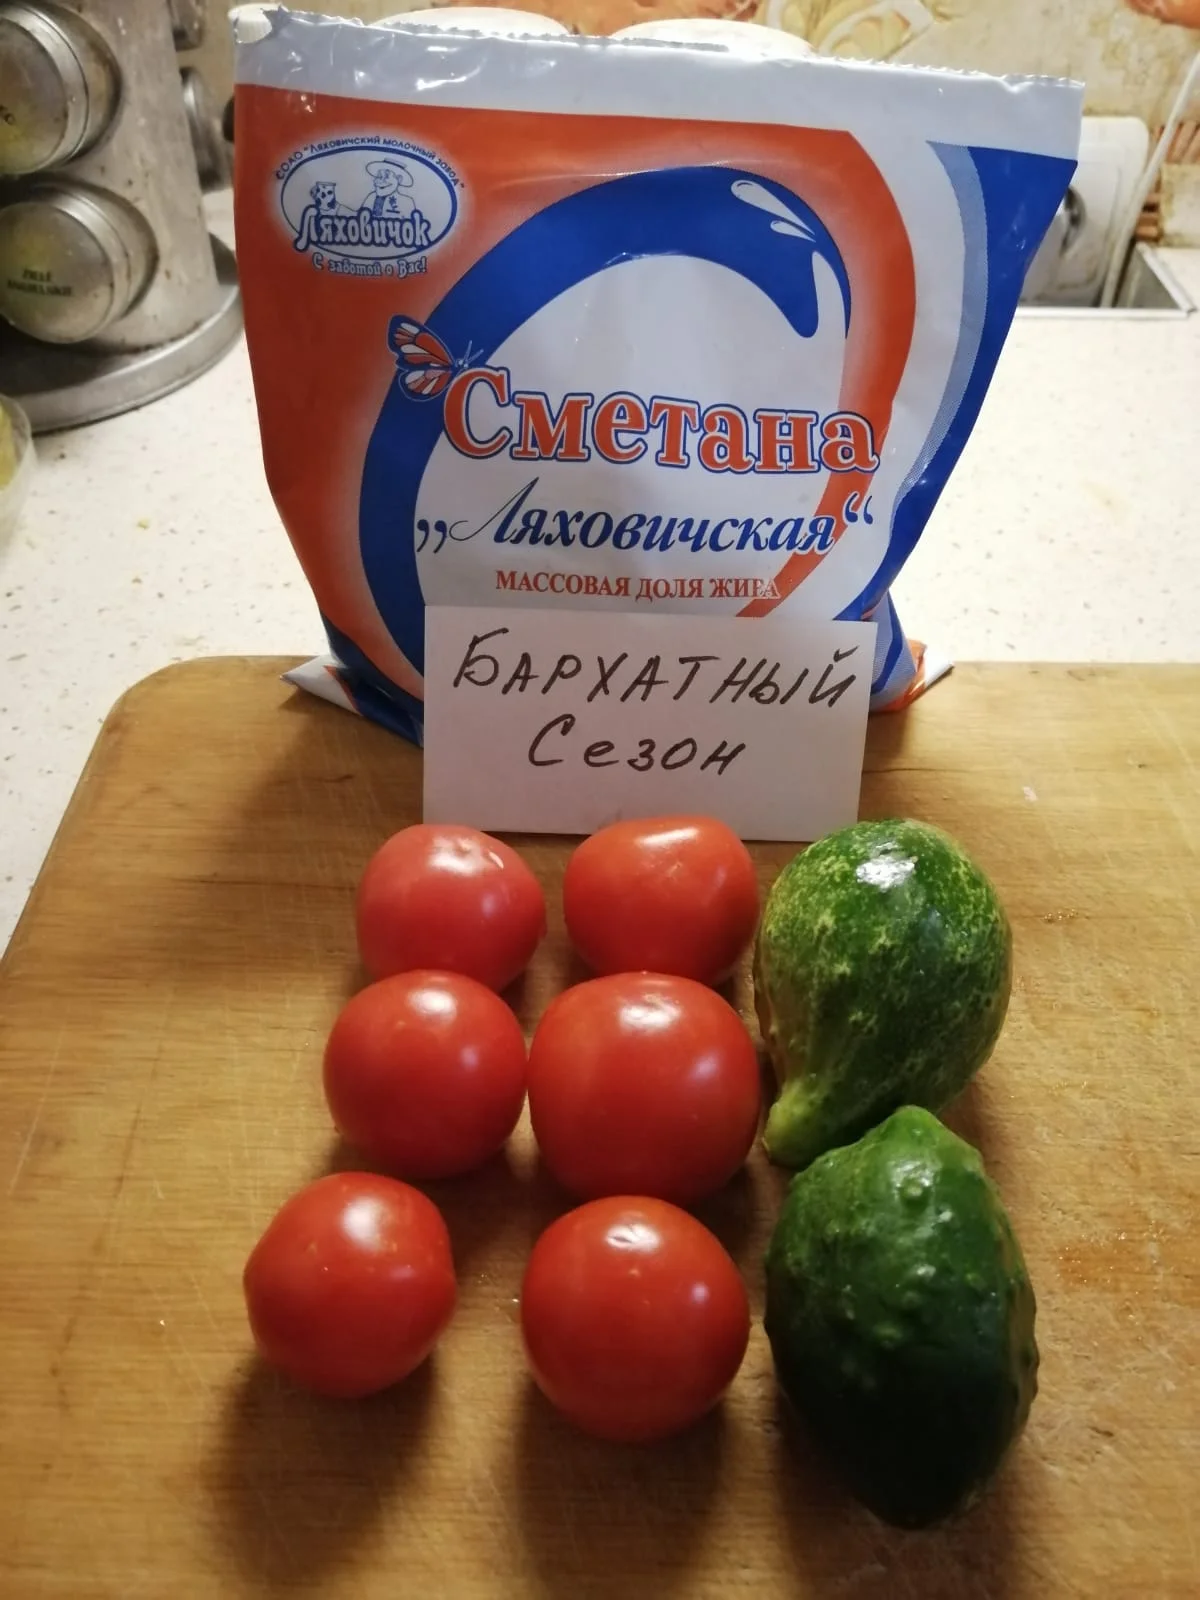 СОАО "Ляховичский молочный завод"
Ляховичок
С заботой о Вас!
Сметана
„Ляховичская“
МАССОВАЯ ДОЛЯ ЖИРА
БАРХАТНЫЙ
Сезон